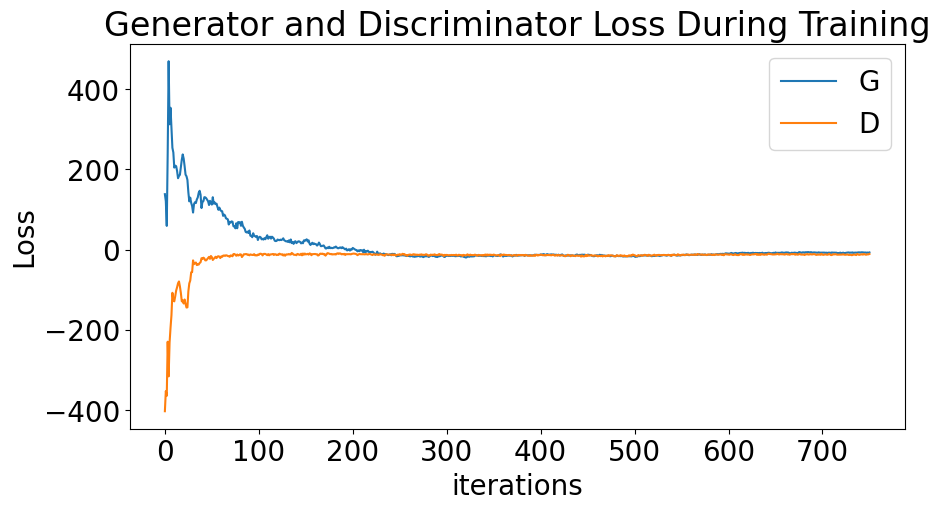 Generator and Discriminator Loss During Training
G
D
Loss
400
200
0
−200
−400
0 100 200 300 400 500 600 700
iterations